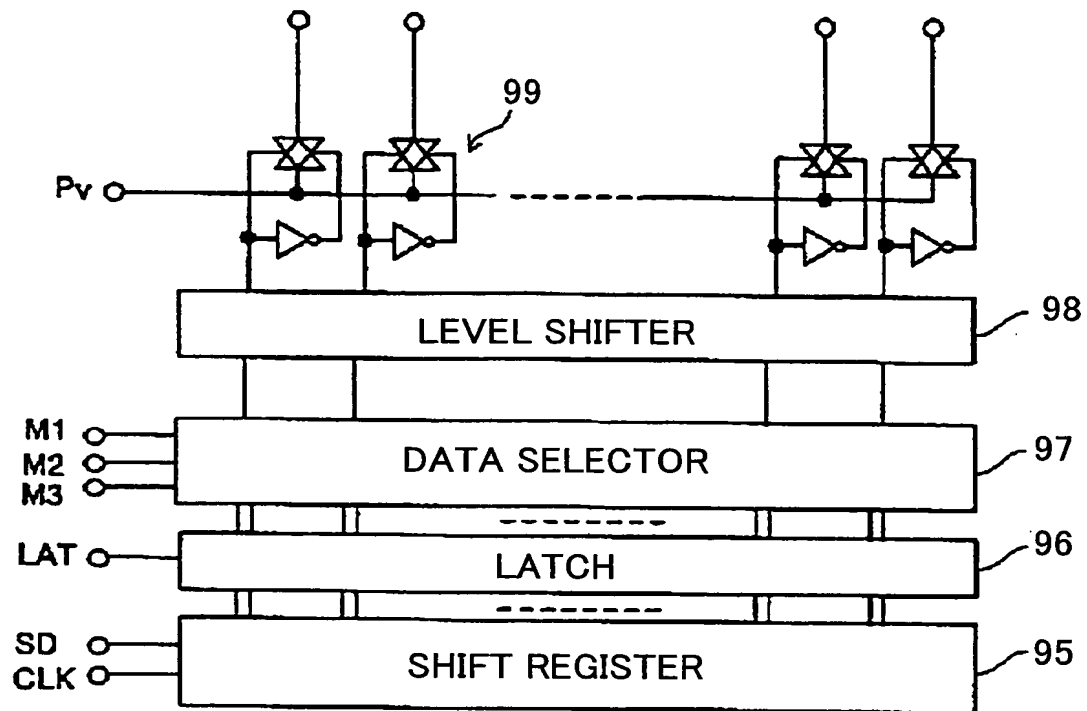 99
Pv
98
LEVEL SHIFTER
M1
M2
M3
DATA SELECTOR
97
LAT
LATCH
96
SD
CLK
SHIFT REGISTER
95